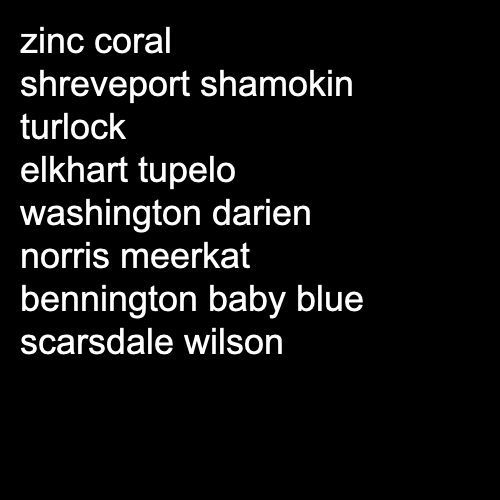 zinc coral
shreveport shamokin
turlock
elkhart tupelo
washington darien
norris meerkat
bennington baby blue
scarsdale wilson